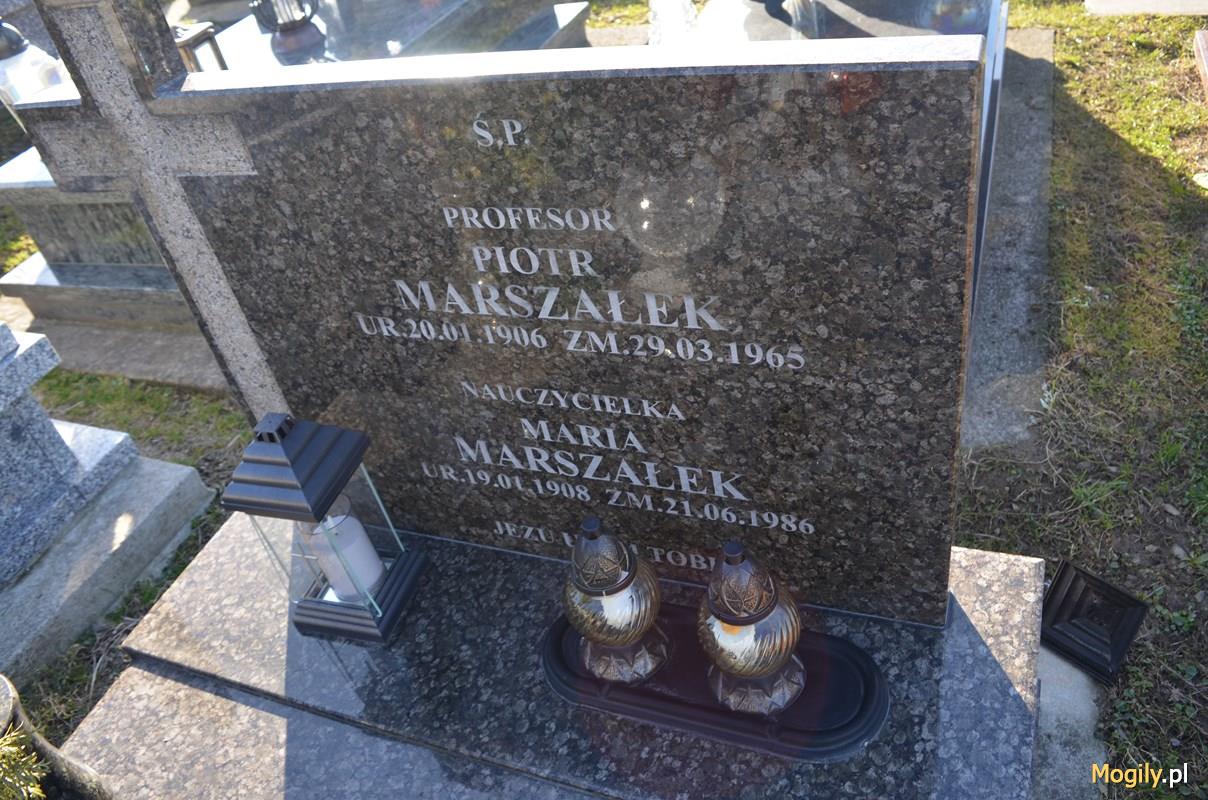 Ś.P.
PROFESOR
PIOTR
MARSZAŁEK
UR.20.01.1906 ZM.29.03.1965
NAUCZYCIELKA
MARIA
MARSZAŁEK
UR.19.01.1908 ZM.21.06.1986
JEZU
Mogily.pl